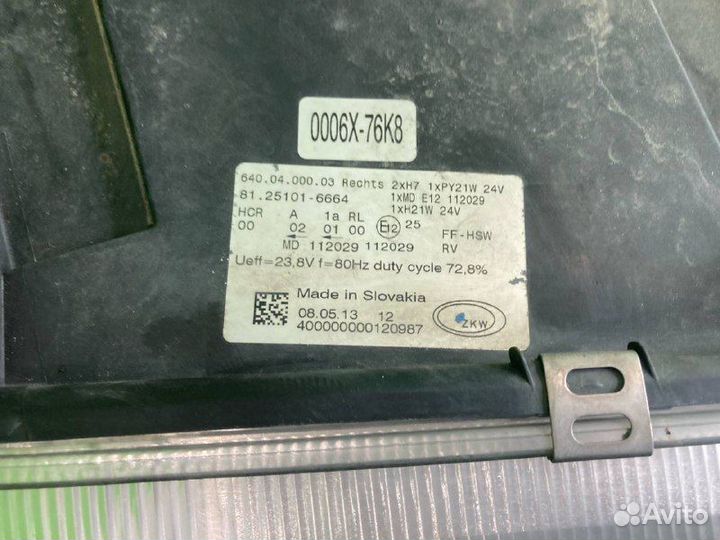 0006X-76K8
640.04.000.03 Rechts 2xH7 1xPY21W 24V
81.25101-6664 1xMD E12 112029
1xH21W 24V
HCR A 1a RL
00 02 01 00 E12 25 FF-HSW
MD 112029 112029 RV
Ueff=23,8V f=80Hz duty cycle 72,8%
Made in Slovakia
08.05.13 12
400000000120987
ZKW
Avito